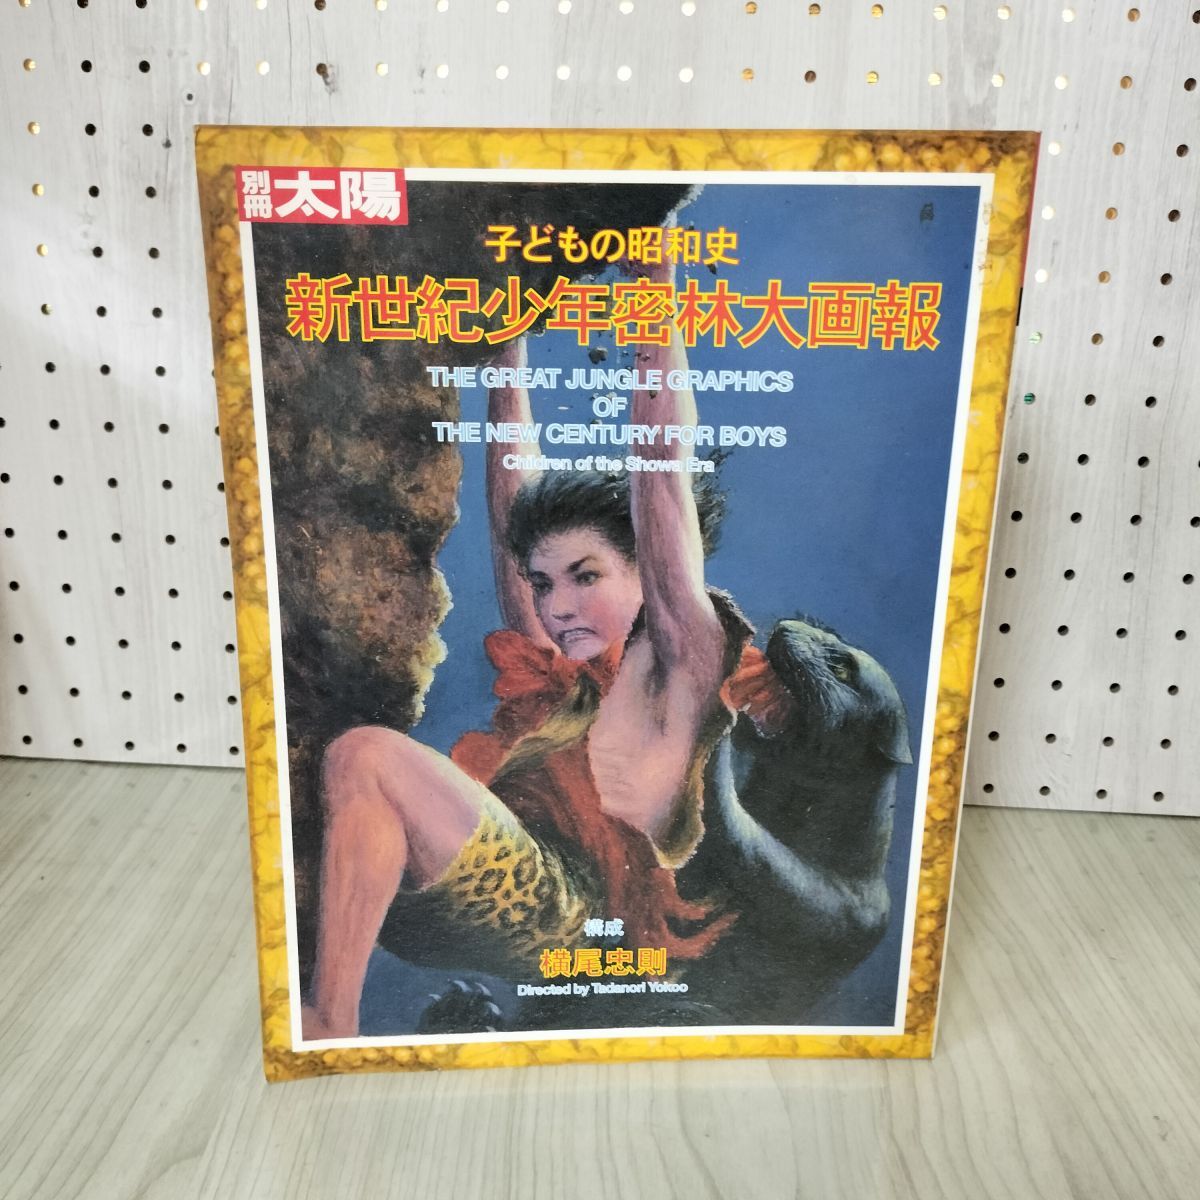 別冊 太陽
子どもの昭和史
新世紀少年密林大画報
THE GREAT JUNGLE GRAPHICS
OF
THE NEW CENTURY FOR BOYS
Children of the Showa Era
構成
横尾忠則
Directed by Tadanori Yokoo